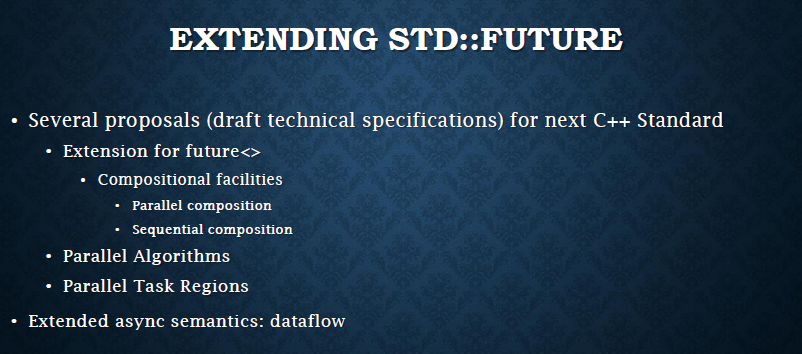 EXTENDING STD::FUTURE
• Several proposals (draft technical specifications) for next C++ Standard
• Extension for future<>
• Compositional facilities
• Parallel composition
• Sequential composition
• Parallel Algorithms
• Parallel Task Regions
• Extended async semantics: dataflow